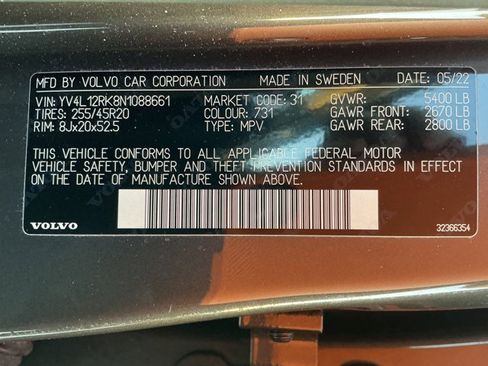 MFD BY VOLVO CAR CORPORATION MADE IN SWEDEN DATE: 05/22
VIN: YV4L12RK8N1088661 MARKET CODE: 31 GVWR: 5400 LB
TIRES: 255/45R20 COLOUR: 731 GAWR FRONT: 2670 LB
RIM: 8Jx20x52.5 TYPE: MPV GAWR REAR: 2800 LB
THIS VEHICLE CONFORMS TO ALL APPLICABLE FEDERAL MOTOR
VEHICLE SAFETY, BUMPER AND THEFT PREVENTION STANDARDS IN EFFECT
ON THE DATE OF MANUFACTURE SHOWN ABOVE.
VOLVO 32366354